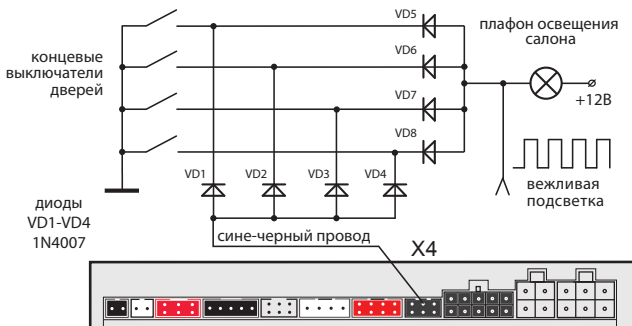 концевые
выключатели
дверей
VD5
VD6
VD7
VD8
плафон освещения
салона
+12В
вежливая
подсветка
VD1 VD2 VD3 VD4
диоды
VD1-VD4
1N4007
сине-черный провод
X4